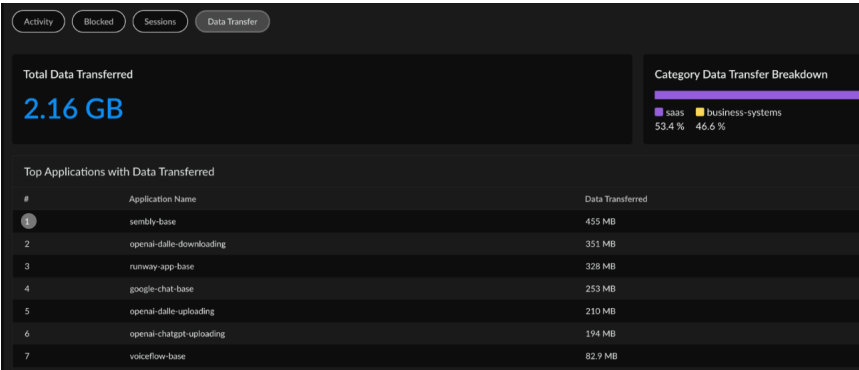 Activity Blocked Sessions Data Transfer
Total Data Transferred
2.16 GB
Category Data Transfer Breakdown
saas business-systems
53.4 % 46.6 %
Top Applications with Data Transferred
# Application Name Data Transferred
1 sembly-base 455 MB
2 openai-dalle-downloading 351 MB
3 runway-app-base 328 MB
4 google-chat-base 253 MB
5 openai-dalle-uploading 210 MB
6 openai-chatgpt-uploading 194 MB
7 voiceflow-base 82.9 MB